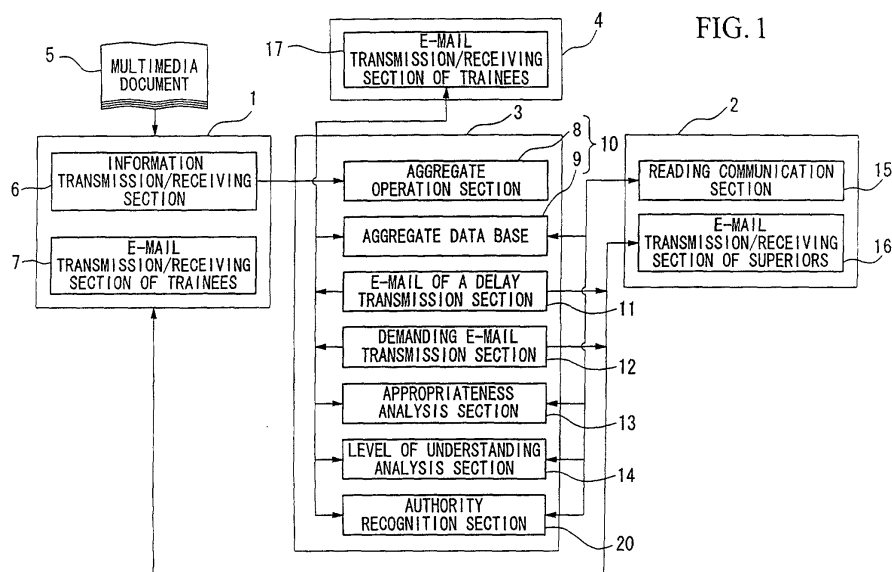 FIG. 1
5
MULTIMEDIA
DOCUMENT
17
E-MAIL
TRANSMISSION/RECEIVING
SECTION OF TRAINEES
4
1
6
INFORMATION
TRANSMISSION/RECEIVING
SECTION
7
E-MAIL
TRANSMISSION/RECEIVING
SECTION OF TRAINEES
3
8
10
AGGREGATE
OPERATION SECTION
9
AGGREGATE DATA BASE
E-MAIL OF A DELAY
TRANSMISSION SECTION
11
DEMANDING E-MAIL
TRANSMISSION SECTION
12
APPROPRIATENESS
ANALYSIS SECTION
13
LEVEL OF UNDERSTANDING
ANALYSIS SECTION
14
AUTHORITY
RECOGNITION SECTION
20
2
READING COMMUNICATION
SECTION
15
E-MAIL
TRANSMISSION/RECEIVING
SECTION OF SUPERIORS
16